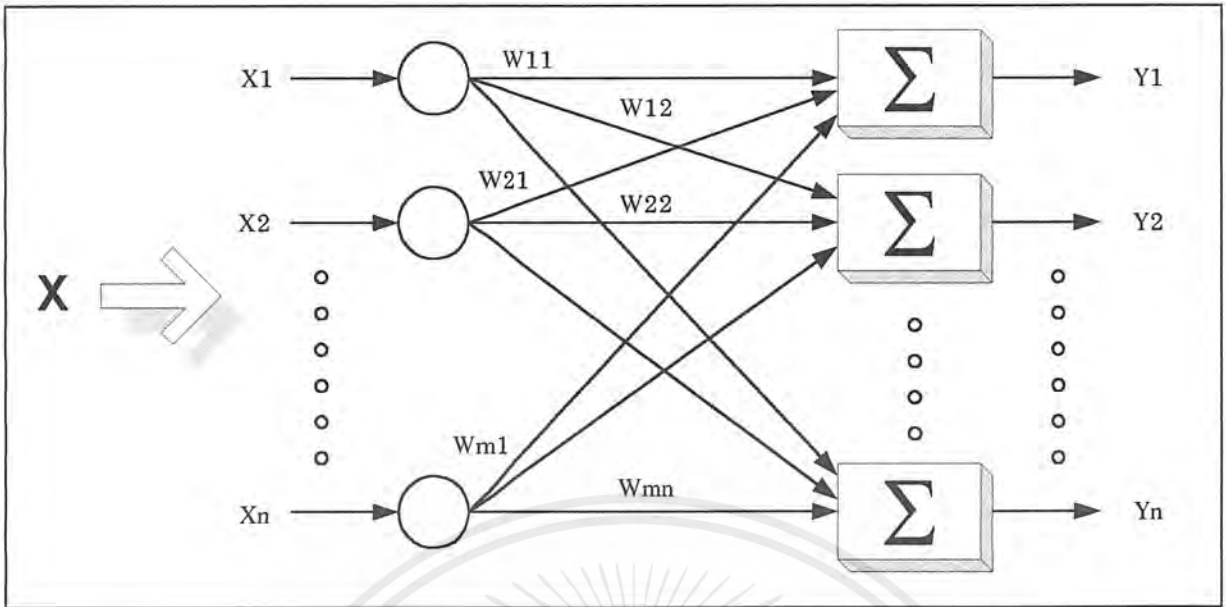 X1 W11 Σ Y1
W12
W21
X2 W22 Σ Y2
X
Wm1
Wmn
Xn Σ Yn